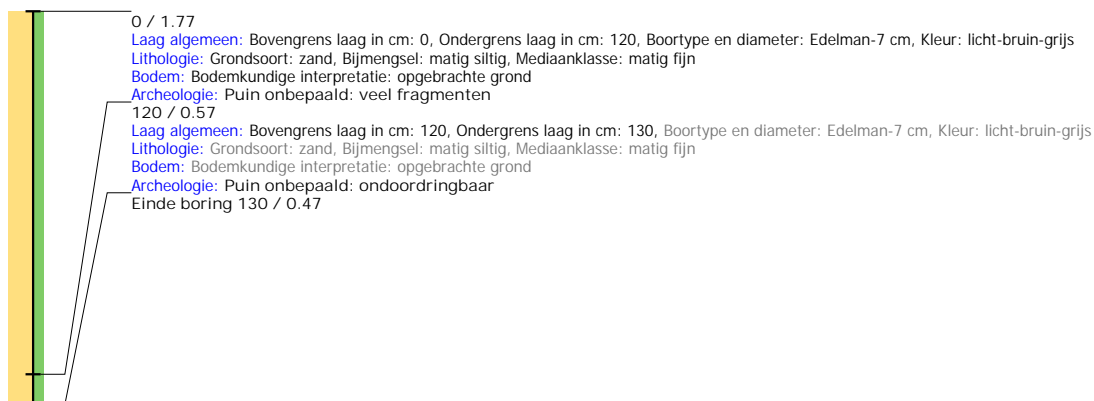 0 / 1.77
Laag algemeen: Bovengrens laag in cm: 0, Ondergrens laag in cm: 120, Boortype en diameter: Edelman-7 cm, Kleur: licht-bruin-grijs
Lithologie: Grondsoort: zand, Bijmengsel: matig siltig, Mediaanklasse: matig fijn
Bodem: Bodemkundige interpretatie: opgebrachte grond
Archeologie: Puin onbepaald: veel fragmenten
120 / 0.57
Laag algemeen: Bovengrens laag in cm: 120, Ondergrens laag in cm: 130, Boortype en diameter: Edelman-7 cm, Kleur: licht-bruin-grijs
Lithologie: Grondsoort: zand, Bijmengsel: matig siltig, Mediaanklasse: matig fijn
Bodem: Bodemkundige interpretatie: opgebrachte grond
Archeologie: Puin onbepaald: ondoordringbaar
Einde boring 130 / 0.47